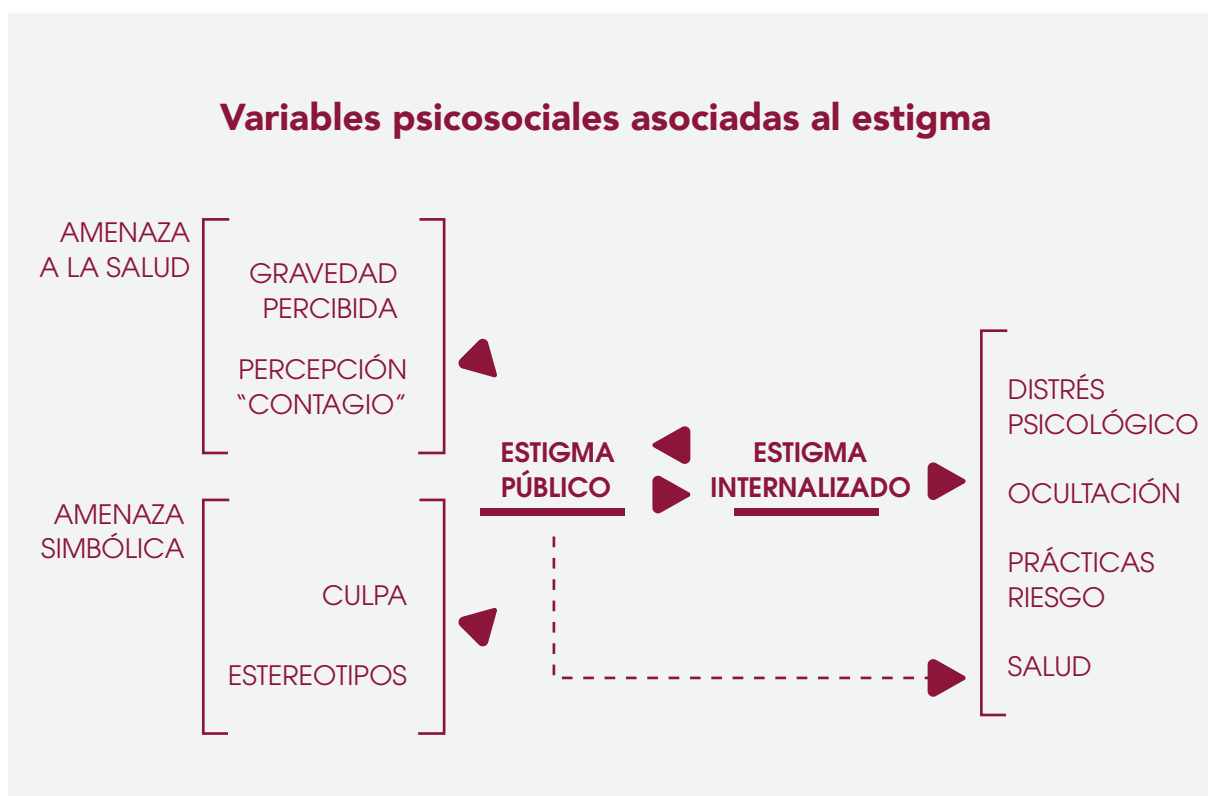 Variables psicosociales asociadas al estigma
AMENAZA
A LA SALUD
GRAVEDAD
PERCIBIDA
PERCEPCIÓN
“CONTAGIO”
AMENAZA
SIMBÓLICA
CULPA
ESTEREOTIPOS
ESTIGMA
PÚBLICO
ESTIGMA
INTERNALIZADO
DISTRÉS
PSICOLÓGICO
OCULTACIÓN
PRÁCTICAS
RIESGO
SALUD